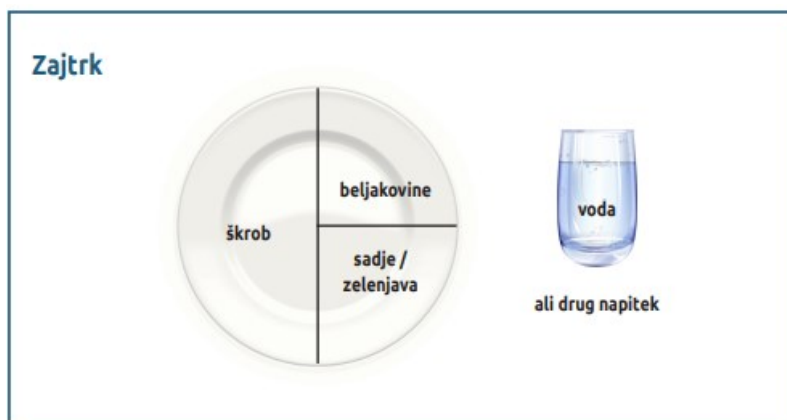 Zajtrk
škrob
beljakovine
sadje /
zelenjava
voda
ali drug napitek